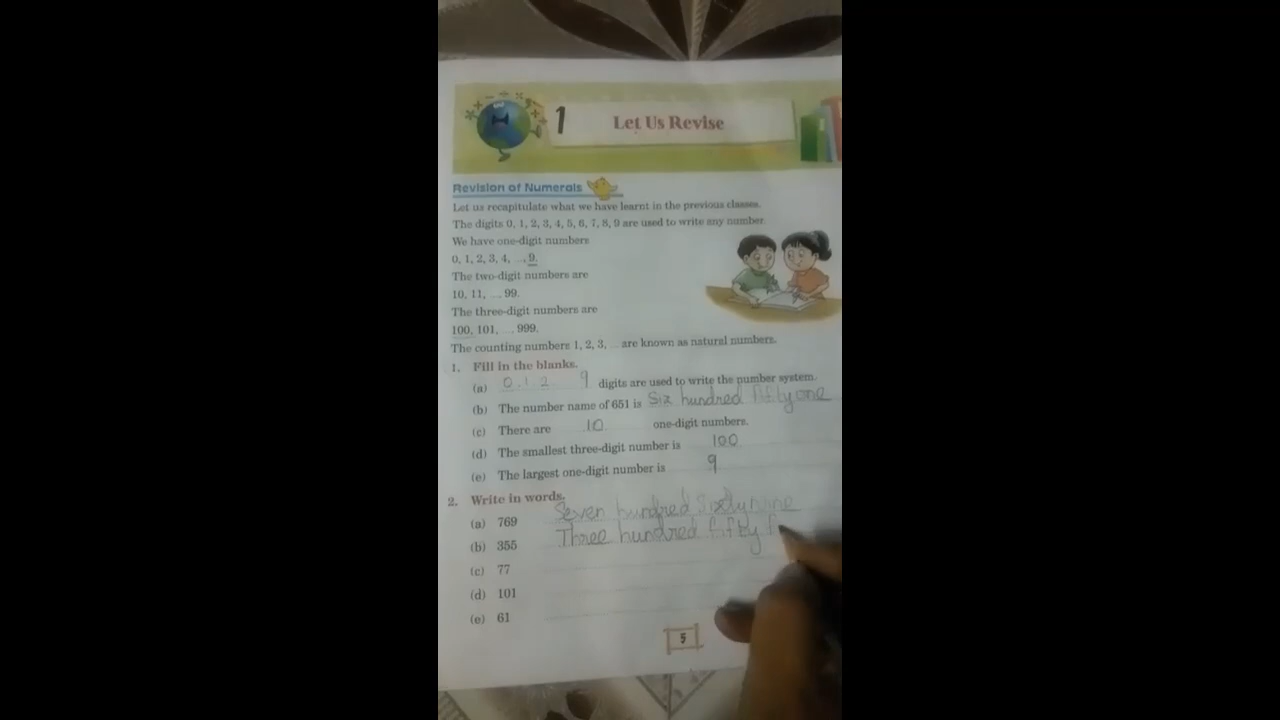 1 Let Us Revise
Revision of Numerals
Let us recapitulate what we have learnt in the previous classes.
The digits 0, 1, 2, 3, 4, 5, 6, 7, 8, 9 are used to write any number.
We have one-digit numbers
0, 1, 2, 3, 4, ..., 9.
The two-digit numbers are
10, 11, ... 99.
The three-digit numbers are
100, 101, ... 999.
The counting numbers 1, 2, 3, ... are known as natural numbers.
1. Fill in the blanks.
(a) 0, 1 2 9 digits are used to write the number system.
(b) The number name of 651 is Six hundred fifty one
(c) There are 10 one-digit numbers.
(d) The smallest three-digit number is 100
(e) The largest one-digit number is 9
2. Write in words.
(a) 769 Seven hundred Sixty nine
(b) 355 Three hundred fifty f
(c) 77
(d) 101
(e) 61
5